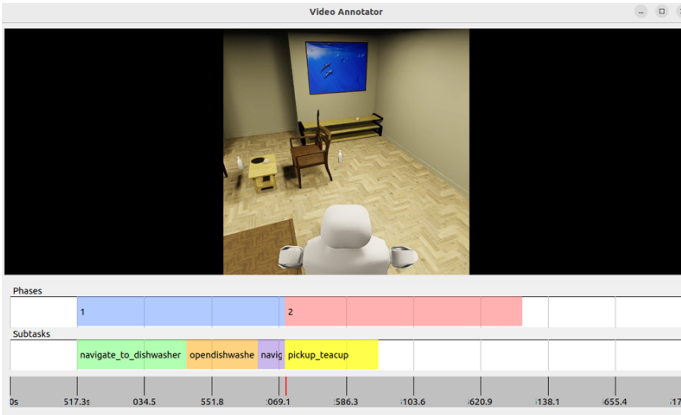 Video Annotator
Phases
1 2
Subtasks
navigate_to_dishwasher opendishwashe navig pickup_teacup
0s 517.3s 034.5 551.8 :069.1 :586.3 :103.6 :620.9 :138.1 :655.4 :17